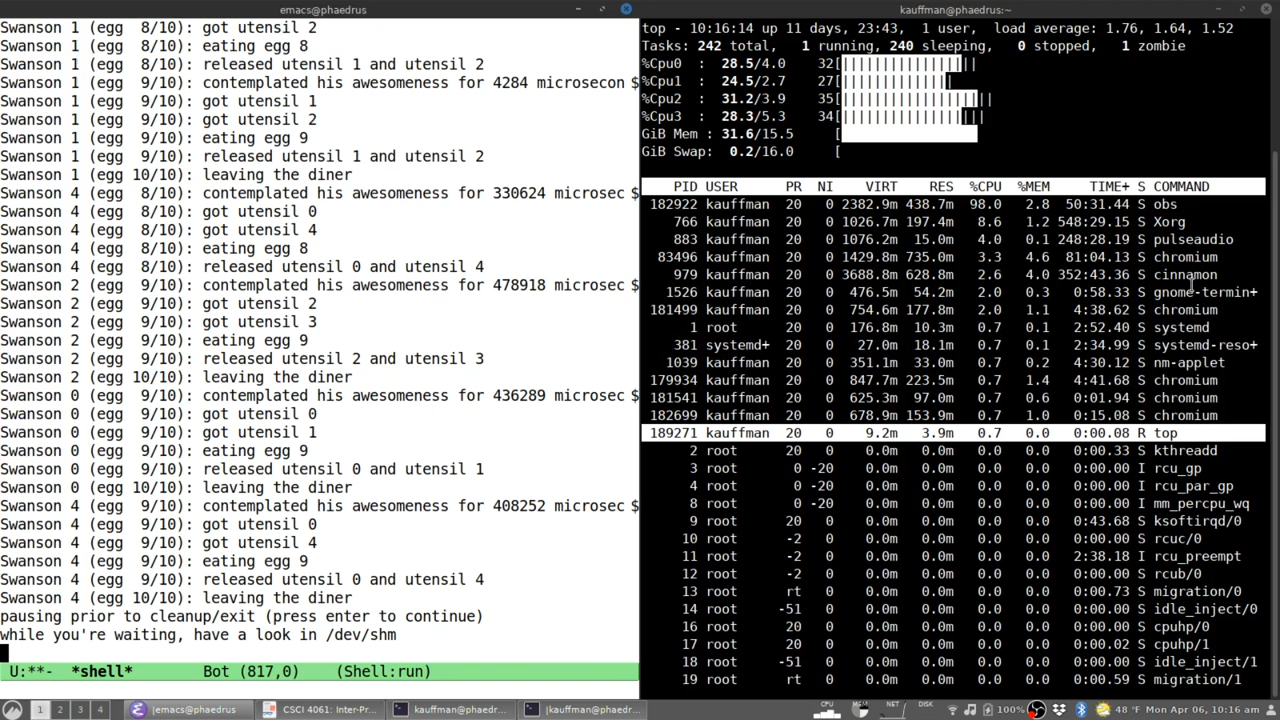 emacs@phaedrus
Swanson 1 (egg  8/10): got utensil 2
Swanson 1 (egg  8/10): eating egg 8
Swanson 1 (egg  8/10): released utensil 1 and utensil 2
Swanson 1 (egg  9/10): contemplated his awesomeness for 4284 microsecon $
Swanson 1 (egg  9/10): got utensil 1
Swanson 1 (egg  9/10): got utensil 2
Swanson 1 (egg  9/10): eating egg 9
Swanson 1 (egg  9/10): released utensil 1 and utensil 2
Swanson 1 (egg 10/10): leaving the diner
Swanson 4 (egg  8/10): contemplated his awesomeness for 330624 microsec $
Swanson 4 (egg  8/10): got utensil 0
Swanson 4 (egg  8/10): got utensil 4
Swanson 4 (egg  8/10): eating egg 8
Swanson 4 (egg  8/10): released utensil 0 and utensil 4
Swanson 2 (egg  9/10): contemplated his awesomeness for 478918 microsec $
Swanson 2 (egg  9/10): got utensil 2
Swanson 2 (egg  9/10): got utensil 3
Swanson 2 (egg  9/10): eating egg 9
Swanson 2 (egg  9/10): released utensil 2 and utensil 3
Swanson 2 (egg 10/10): leaving the diner
Swanson 0 (egg  9/10): contemplated his awesomeness for 436289 microsec $
Swanson 0 (egg  9/10): got utensil 0
Swanson 0 (egg  9/10): got utensil 1
Swanson 0 (egg  9/10): eating egg 9
Swanson 0 (egg  9/10): released utensil 0 and utensil 1
Swanson 0 (egg 10/10): leaving the diner
Swanson 4 (egg  9/10): contemplated his awesomeness for 408252 microsec $
Swanson 4 (egg  9/10): got utensil 0
Swanson 4 (egg  9/10): got utensil 4
Swanson 4 (egg  9/10): eating egg 9
Swanson 4 (egg  9/10): released utensil 0 and utensil 4
Swanson 4 (egg 10/10): leaving the diner
pausing prior to cleanup/exit (press enter to continue)
while you're waiting, have a look in /dev/shm
U:**-  *shell*        Bot (817,0)    (Shell:run)
kauffman@phaedrus:~
top - 10:16:14 up 11 days, 23:43,  1 user,  load average: 1.76, 1.64, 1.52
Tasks: 242 total,   1 running, 240 sleeping,   0 stopped,   1 zombie
%Cpu0  :  28.5/4.0    32[||||||||||||||||||
%Cpu1  :  24.5/2.7    27[|||||||||||||||
%Cpu2  :  31.2/3.9    35[||||||||||||||||||||
%Cpu3  :  28.3/5.3    34[|||||||||||||||||||
GiB Mem : 31.6/15.5     [
GiB Swap:  0.2/16.0     [
PID USER      PR  NI    VIRT    RES  %CPU  %MEM     TIME+ S COMMAND
182922 kauffman  20   0 2382.9m 438.7m  98.0   2.8  50:31.44 S obs
766 kauffman  20   0 1026.7m 197.4m   8.6   1.2 548:29.15 S Xorg
883 kauffman  20   0 1076.2m  15.0m   4.0   0.1 248:28.19 S pulseaudio
83496 kauffman  20   0 1429.8m 735.0m   3.3   4.6  81:04.13 S chromium
979 kauffman  20   0 3688.8m 628.8m   2.6   4.0 352:43.36 S cinnamon
1526 kauffman  20   0  476.5m  54.2m   2.0   0.3   0:58.33 S gnome-termin+
181499 kauffman  20   0  754.6m 177.8m   2.0   1.1   4:38.62 S chromium
1 root      20   0  176.8m  10.3m   0.7   0.1   2:52.40 S systemd
381 systemd+  20   0   27.0m  18.1m   0.7   0.1   2:34.99 S systemd-reso+
1039 kauffman  20   0  351.1m  33.0m   0.7   0.2   4:30.12 S nm-applet
179934 kauffman  20   0  847.7m 223.5m   0.7   1.4   4:41.68 S chromium
181541 kauffman  20   0  625.3m  97.0m   0.7   0.6   0:01.94 S chromium
182699 kauffman  20   0  678.9m 153.9m   0.7   1.0   0:15.08 S chromium
189271 kauffman  20   0    9.2m   3.9m   0.7   0.0   0:00.08 R top
2 root      20   0    0.0m   0.0m   0.0   0.0   0:00.33 S kthreadd
3 root       0 -20    0.0m   0.0m   0.0   0.0   0:00.00 I rcu_gp
4 root       0 -20    0.0m   0.0m   0.0   0.0   0:00.00 I rcu_par_gp
8 root       0 -20    0.0m   0.0m   0.0   0.0   0:00.00 I mm_percpu_wq
9 root      20   0    0.0m   0.0m   0.0   0.0   0:43.68 S ksoftirqd/0
10 root      -2   0    0.0m   0.0m   0.0   0.0   0:00.00 S rcuc/0
11 root      -2   0    0.0m   0.0m   0.0   0.0   2:38.18 I rcu_preempt
12 root      -2   0    0.0m   0.0m   0.0   0.0   0:00.00 S rcub/0
13 root      rt   0    0.0m   0.0m   0.0   0.0   0:00.73 S migration/0
14 root     -51   0    0.0m   0.0m   0.0   0.0   0:00.00 S idle_inject/0
16 root      20   0    0.0m   0.0m   0.0   0.0   0:00.00 S cpuhp/0
17 root      20   0    0.0m   0.0m   0.0   0.0   0:00.02 S cpuhp/1
18 root     -51   0    0.0m   0.0m   0.0   0.0   0:00.00 S idle_inject/1
19 root      rt   0    0.0m   0.0m   0.0   0.0   0:00.59 S migration/1
1 2 3 4 [emacs@phaedrus CSCI 4061: Inter-Pr... kauffman@phaedr... [kauffman@phaedr... CPU MEM NET DISK 100% 48 °F Mon Apr 06, 10:16 am